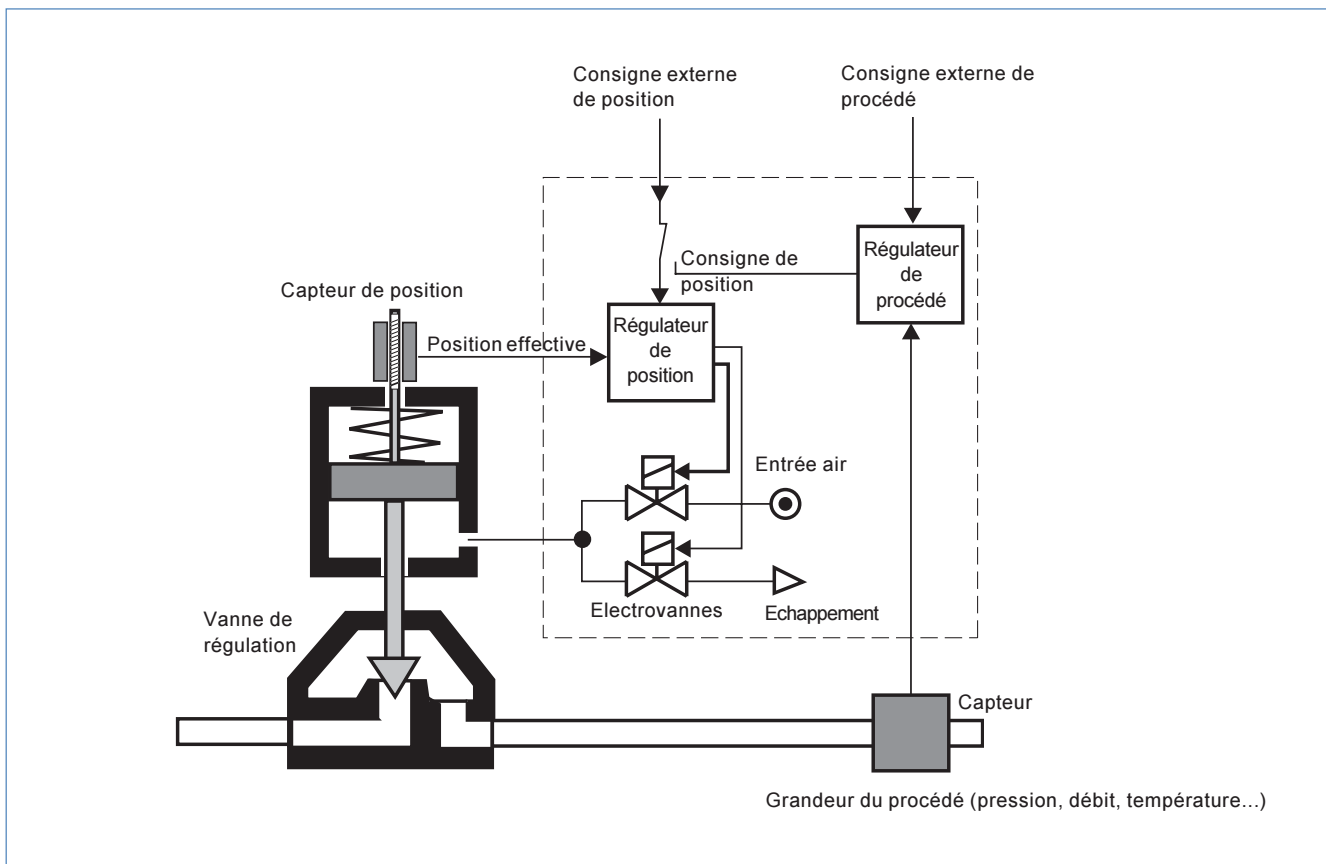 Consigne externe
de position
Consigne externe de
procédé
Régulateur
de
procédé
Consigne de
position
Capteur de position
Régulateur
de
position
Position effective
Entrée air
Electrovannes
Echappement
Vanne de
régulation
Capteur
Grandeur du procédé (pression, débit, température...)